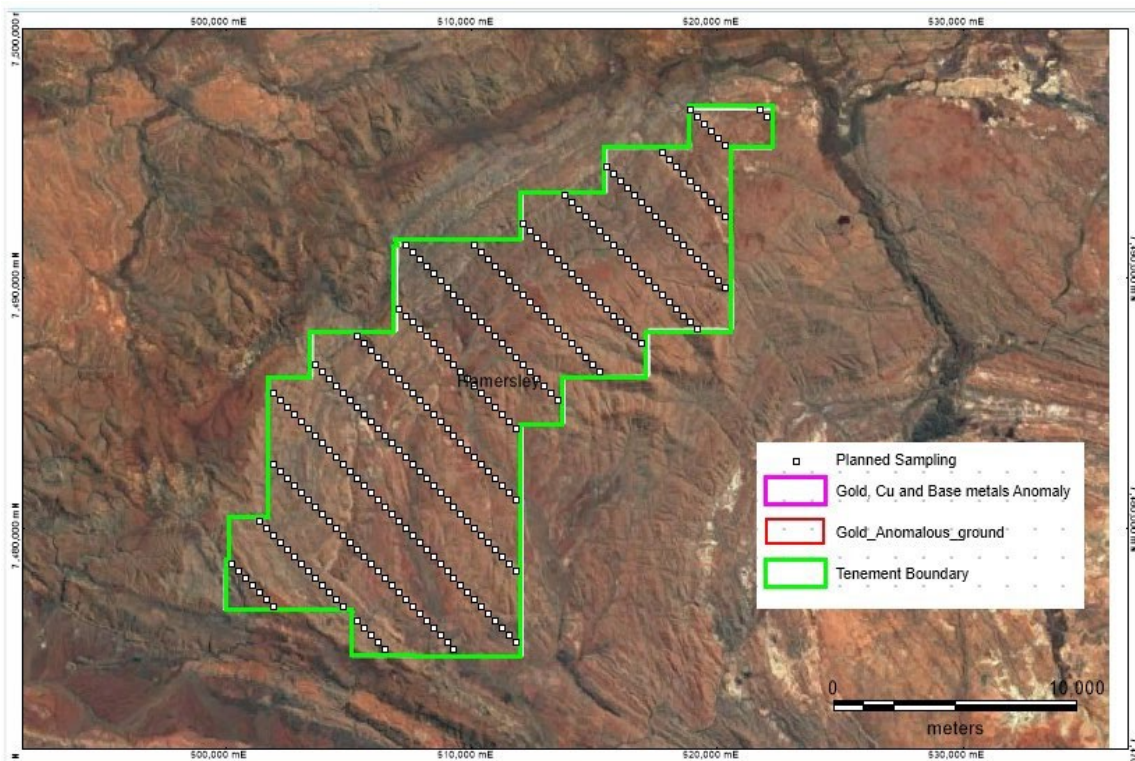 500,000 mE 510,000 mE 520,000 mE 530,000 mE
7,490,000 mN
7,480,000 mN
Hamersley
Planned Sampling
Gold, Cu and Base metals Anomaly
Gold_Anomalous_ground
Tenement Boundary
0 10,000
meters
500,000 mE 510,000 mE 520,000 mE 530,000 mE